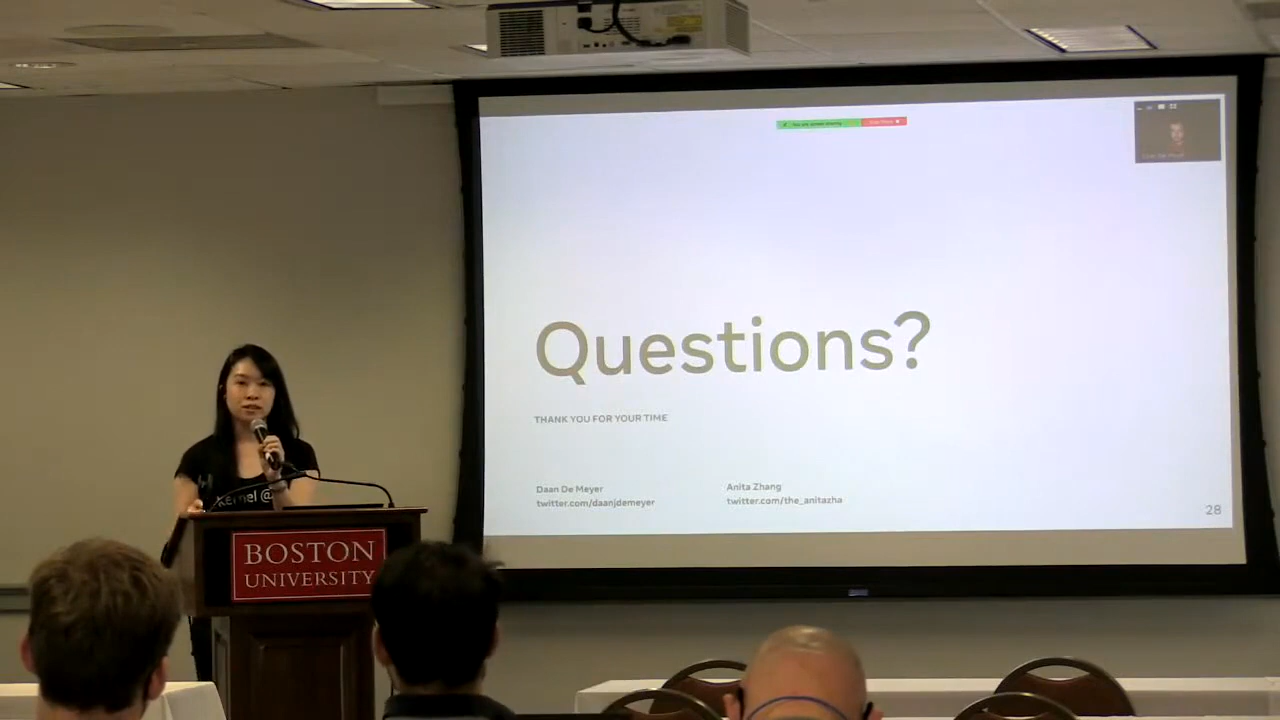 Questions?
THANK YOU FOR YOUR TIME
Daan De Meyer
twitter.com/daanjdemeyer
Anita Zhang
twitter.com/the_anitazha
28
Kernel @
BOSTON
UNIVERSITY